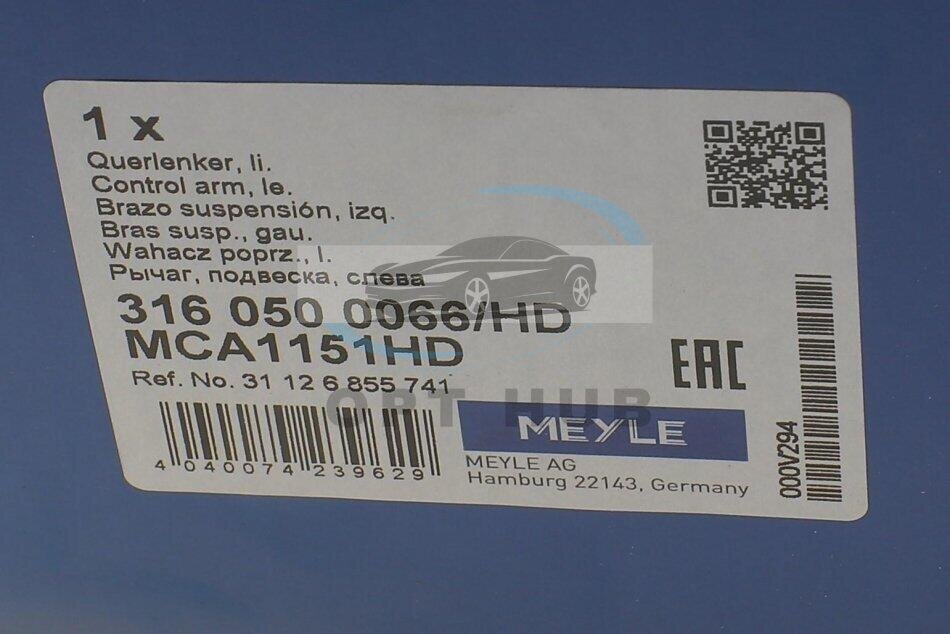 1 x
Querlenker, li.
Control arm, le.
Brazo suspensión, izq.
Bras susp., gau.
Wahacz poprz., l.
Рычаг, подвеска, слева
316 050 0066/HD
MCA1151HD
Ref. No. 31 12 6 855 741
EAC
OPT HUB
MEYLE
4 040074 239629
MEYLE AG
Hamburg 22143, Germany
000V294